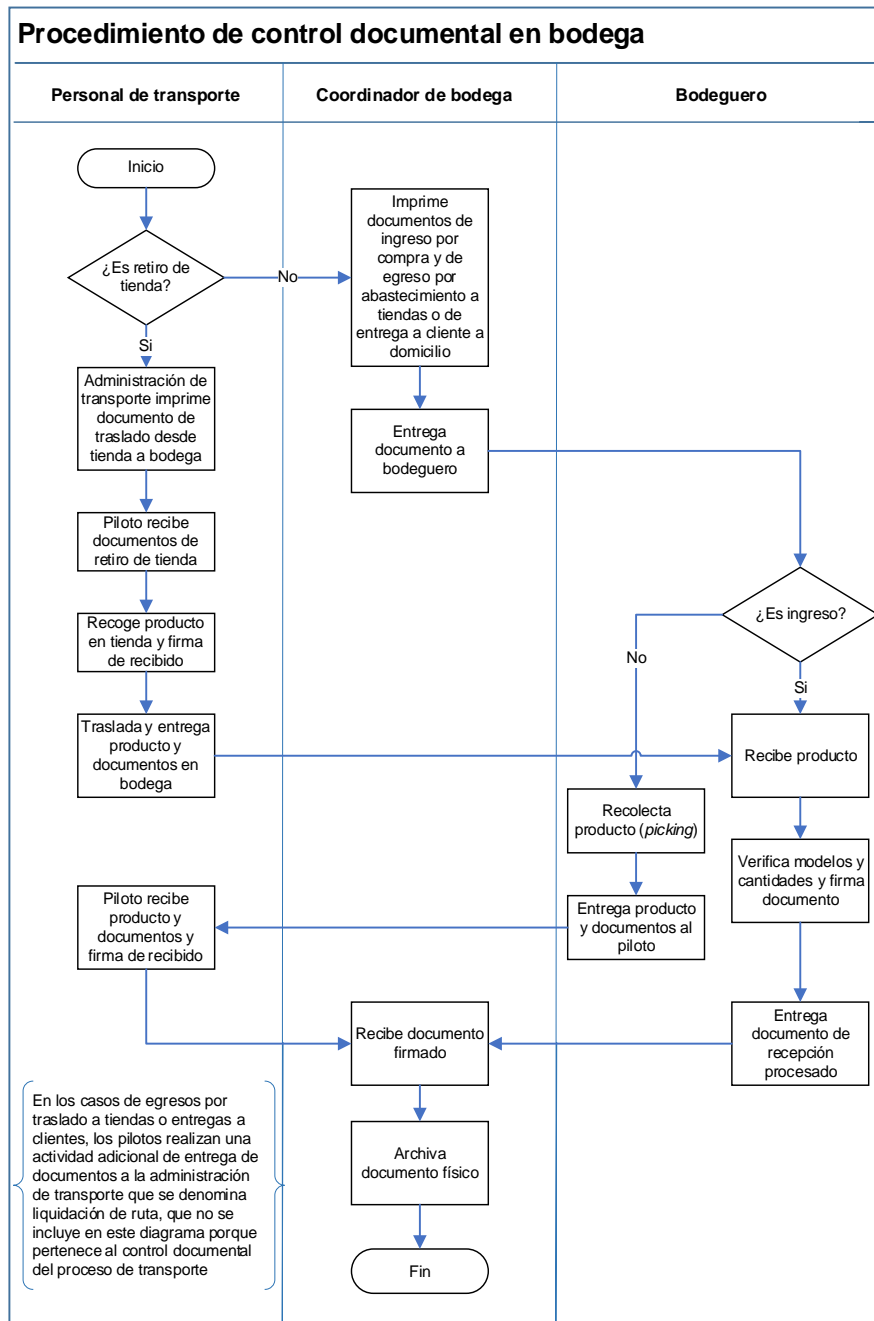 Procedimiento de control documental en bodega
Personal de transporte
Coordinador de bodega
Bodeguero
Inicio
¿Es retiro de
tienda?
No
Si
Imprime
documentos de
ingreso por
compra y de
egreso por
abastecimiento a
tiendas o de
entrega a cliente a
domicilio
Administración de
transporte imprime
documento de
traslado desde
tienda a bodega
Entrega
documento a
bodeguero
Piloto recibe
documentos de
retiro de tienda
¿Es ingreso?
No
Si
Recoge producto
en tienda y firma
de recibido
Traslada y entrega
producto y
documentos en
bodega
Recibe producto
Recolecta
producto (picking)
Verifica modelos y
cantidades y firma
documento
Entrega producto
y documentos al
piloto
Piloto recibe
producto y
documentos y
firma de recibido
Entrega
documento de
recepción
procesado
Recibe documento
firmado
Archiva
documento físico
Fin
En los casos de egresos por
traslado a tiendas o entregas a
clientes, los pilotos realizan una
actividad adicional de entrega de
documentos a la administración
de transporte que se denomina
liquidación de ruta, que no se
incluye en este diagrama porque
pertenece al control documental
del proceso de transporte